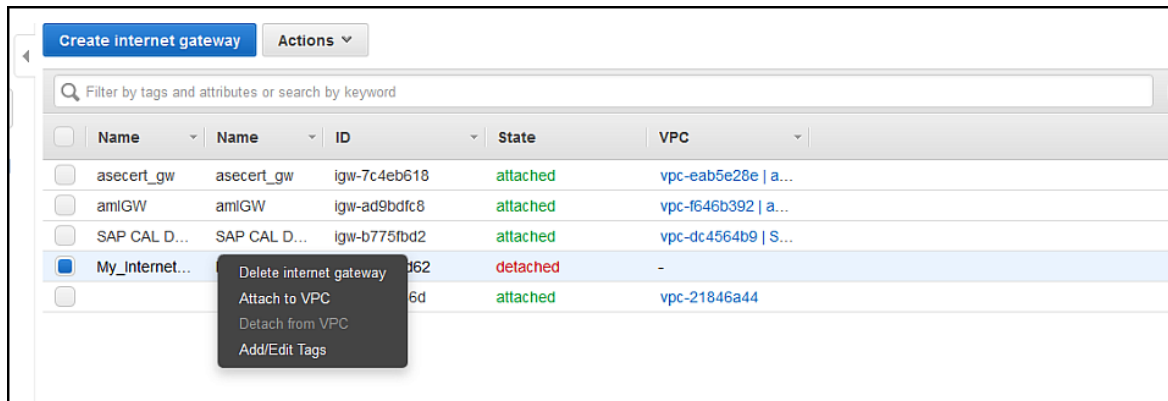 Create internet gateway Actions
Filter by tags and attributes or search by keyword
Name Name ID State VPC
asecert_gw asecert_gw igw-7c4eb618 attached vpc-eab5e28e | a...
amIGW amIGW igw-ad9bdfc8 attached vpc-f646b392 | a...
SAP CAL D... SAP CAL D... igw-b775fbd2 attached vpc-dc4564b9 | S...
My_Internet... d62 detached -
6d attached vpc-21846a44
Delete internet gateway
Attach to VPC
Detach from VPC
Add/Edit Tags